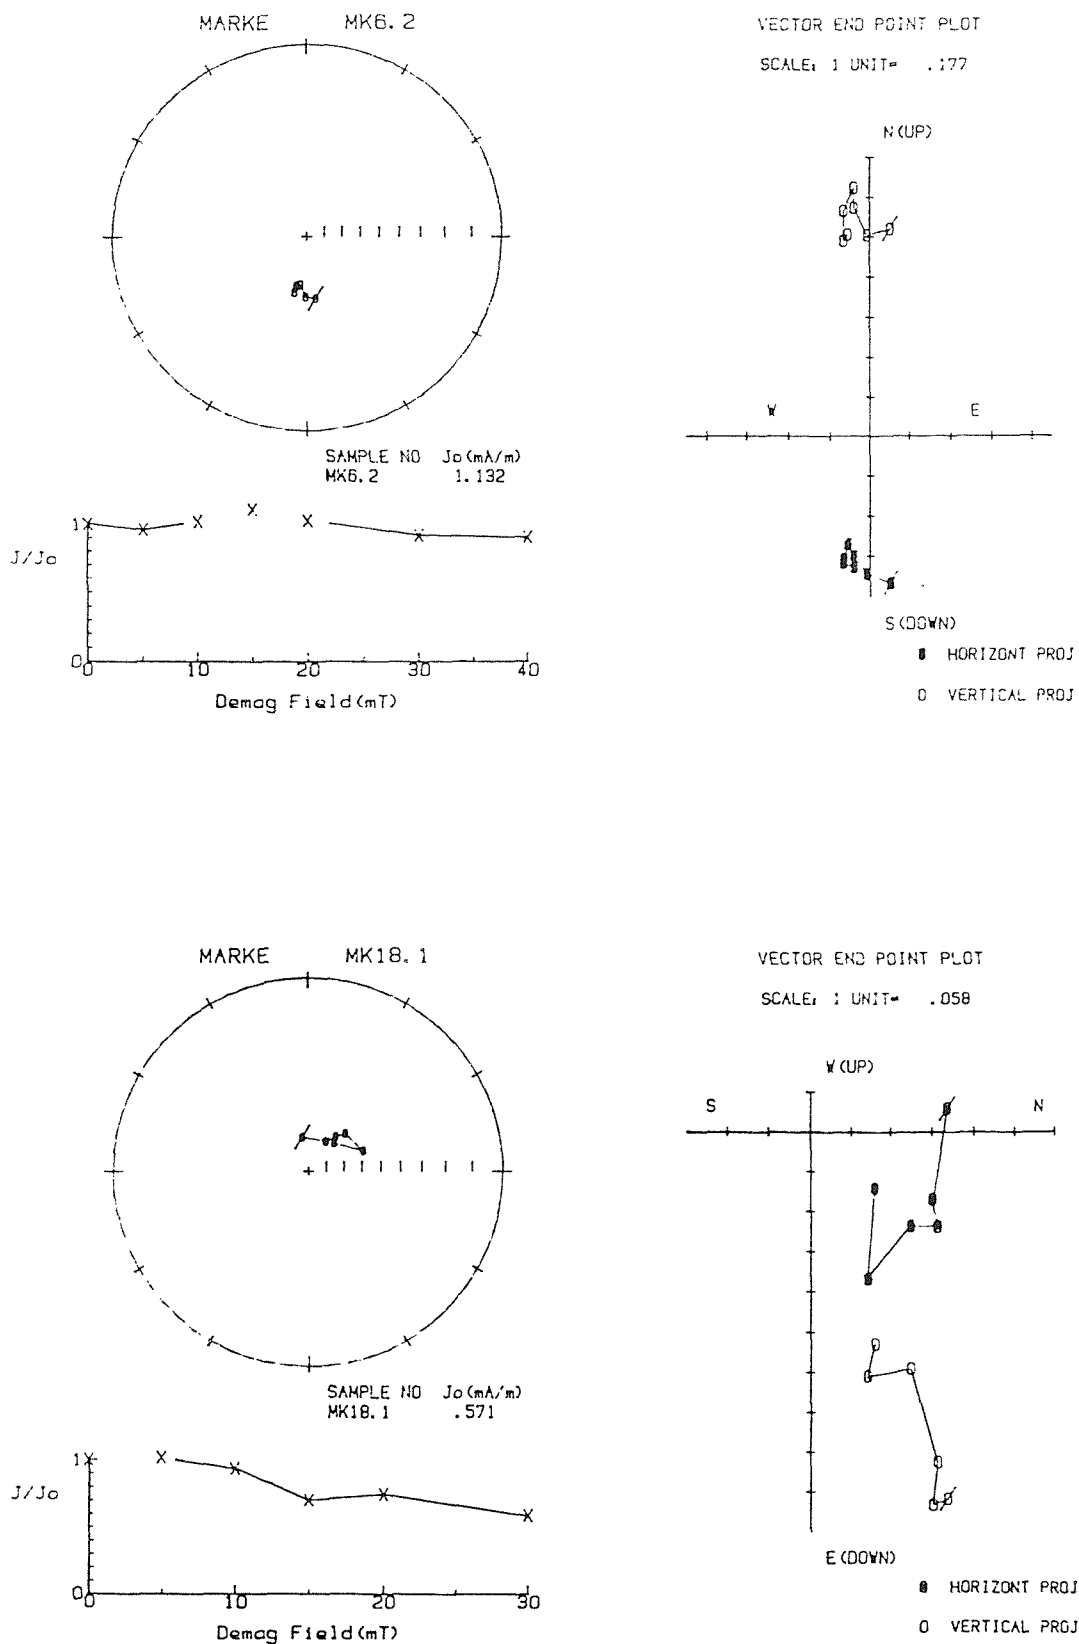 MARKE MK6.2
VECTOR END POINT PLOT
SCALE: 1 UNIT= .177
N(UP)
W E
SAMPLE NO Jo(mA/m)
MK6.2 1.132
1
J/Jo
0
0 10 20 30 40
Demag Field(mT)
S(DOWN)
HORIZONT PROJ
VERTICAL PROJ
MARKE MK18.1
VECTOR END POINT PLOT
SCALE: 1 UNIT= .058
W(UP)
S N
SAMPLE NO Jo(mA/m)
MK18.1 .571
1
J/Jo
0
0 10 20 30
Demag Field(mT)
E(DOWN)
HORIZONT PROJ
VERTICAL PROJ